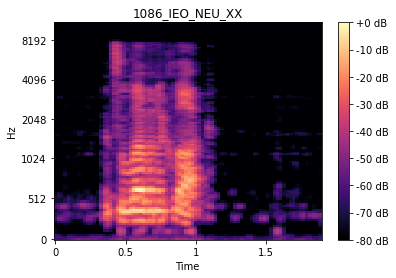 1086_IEO_NEU_XX
8192
4096
2048
1024
512
0
Hz
0
0.5
1
1.5
Time
+0 dB
-10 dB
-20 dB
-30 dB
-40 dB
-50 dB
-60 dB
-70 dB
-80 dB